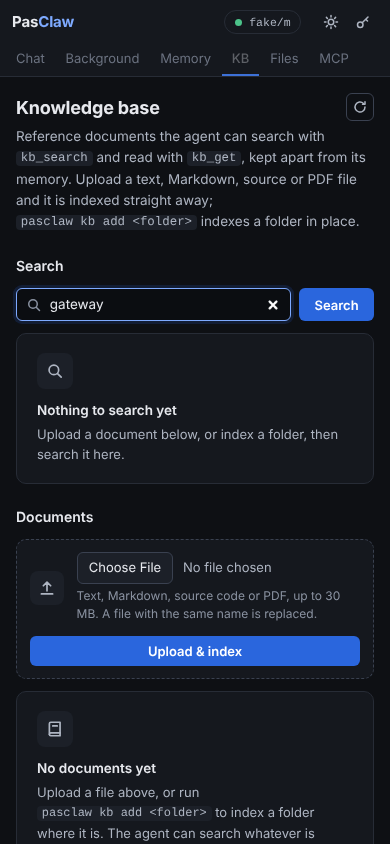 PasClaw
fake/m
Chat Background Memory KB Files MCP
Knowledge base
Reference documents the agent can search with
kb_search and read with kb_get, kept apart from its
memory. Upload a text, Markdown, source or PDF file
and it is indexed straight away;
pasclaw kb add <folder> indexes a folder in place.
Search
gateway
Search
Nothing to search yet
Upload a document below, or index a folder, then
search it here.
Documents
Choose File No file chosen
Text, Markdown, source code or PDF, up to 30
MB. A file with the same name is replaced.
Upload & index
No documents yet
Upload a file above, or run
pasclaw kb add <folder> to index a folder
where it is. The agent can search whatever is